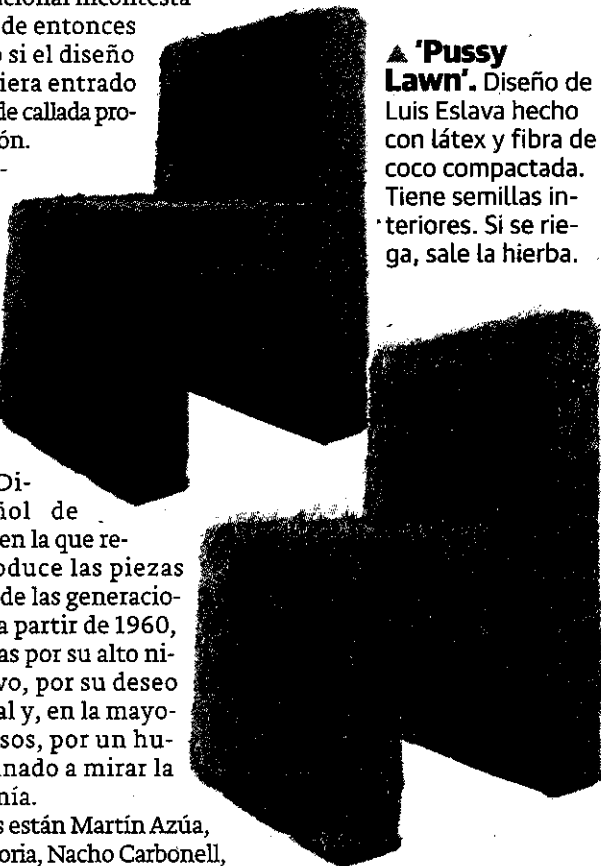 de entonces
si el diseño
iera entrado
de callada pro-
ón.
-
▲ 'Pussy
Lawn'. Diseño de
Luis Eslava hecho
con látex y fibra de
coco compactada.
Tiene semillas in-
teriores. Si se rie-
ga, sale la hierba.
Di-
ñol de
en la que re-
oduce las piezas
de las generacio-
a partir de 1960,
as por su alto ni-
vo, por su deseo
al y, en la mayo-
sos, por un hu-
nado a mirar la
nía.
s están Martín Azúa,
oria, Nacho Carbonell,